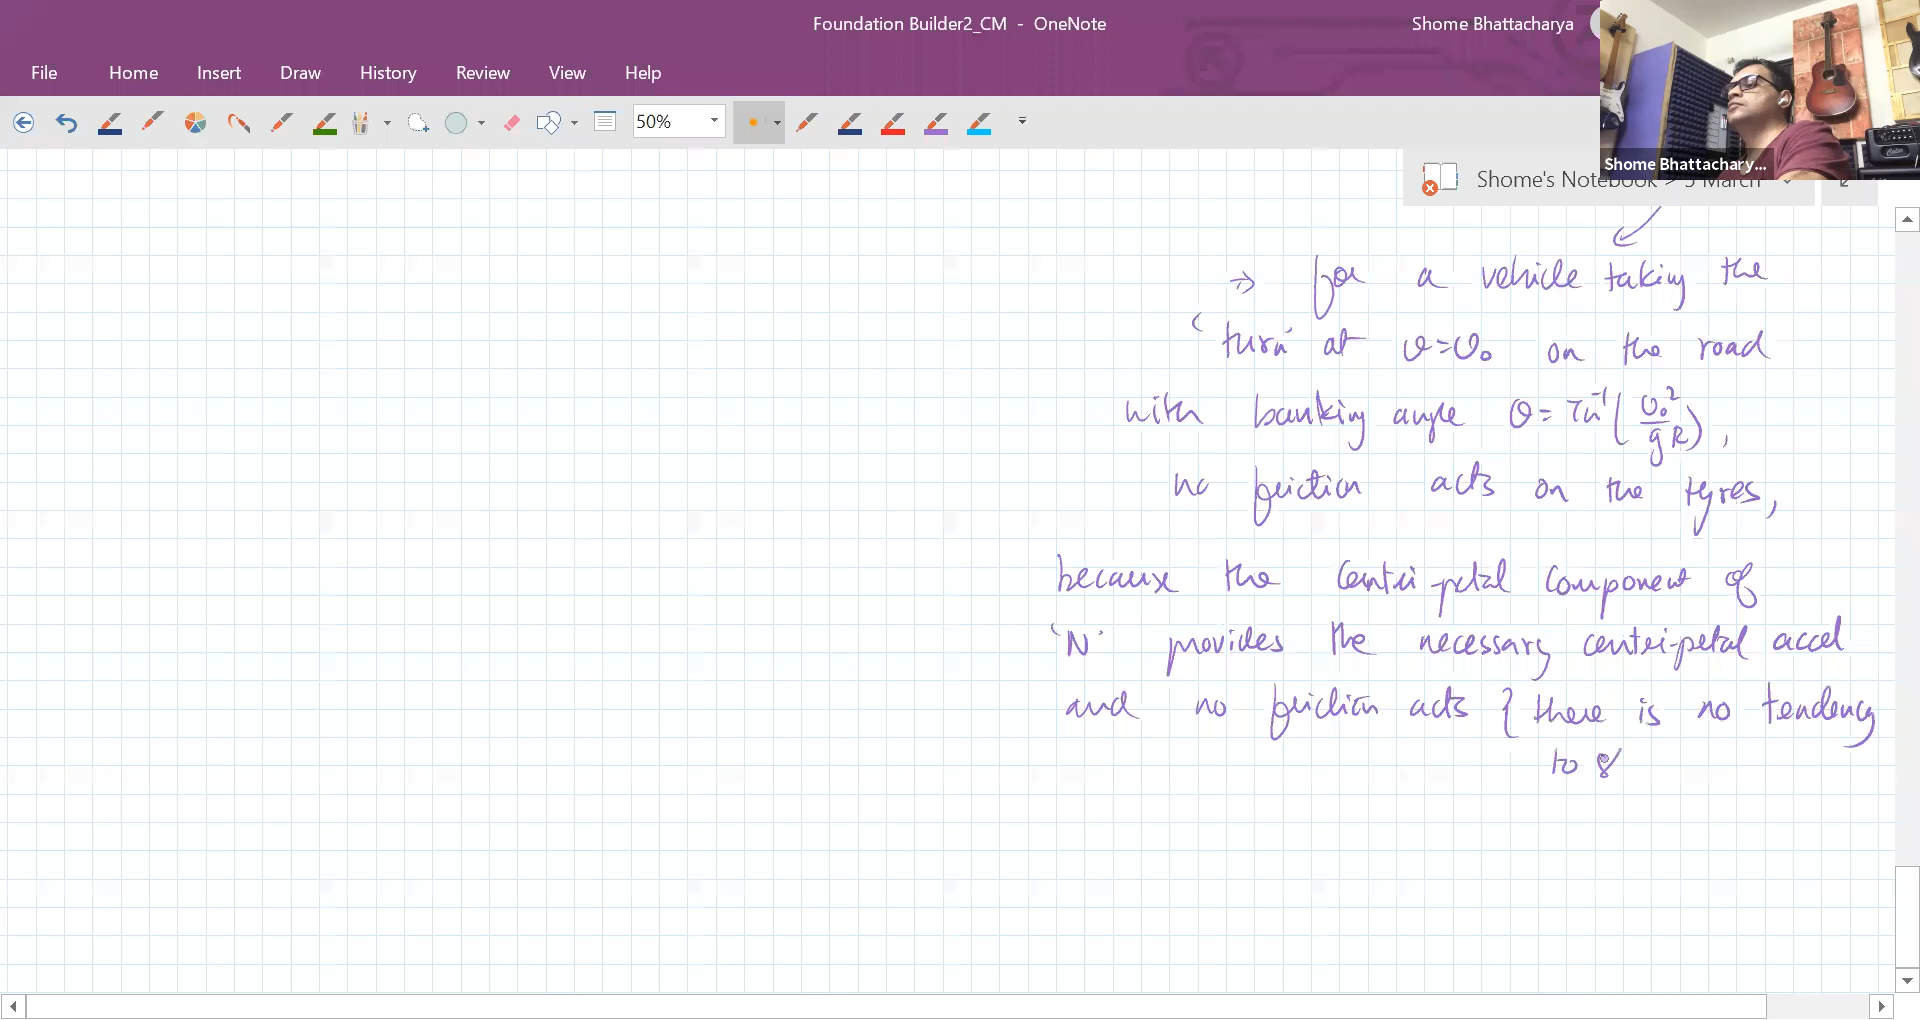 Foundation Builder2_CM - OneNote
Shome Bhattacharya
File Home Insert Draw History Review View Help
50%
Shome Bhattachary...
Shome's Notebook > 5 March
→ for a vehicle taking the
'turn' at v=v₀ on the road
with banking angle θ = Tan⁻¹(v₀²/gR),
no friction acts on the tyres,
because the centri-petal component of
'N' provides the necessary centri-petal accel
and no friction acts { there is no tendency
to